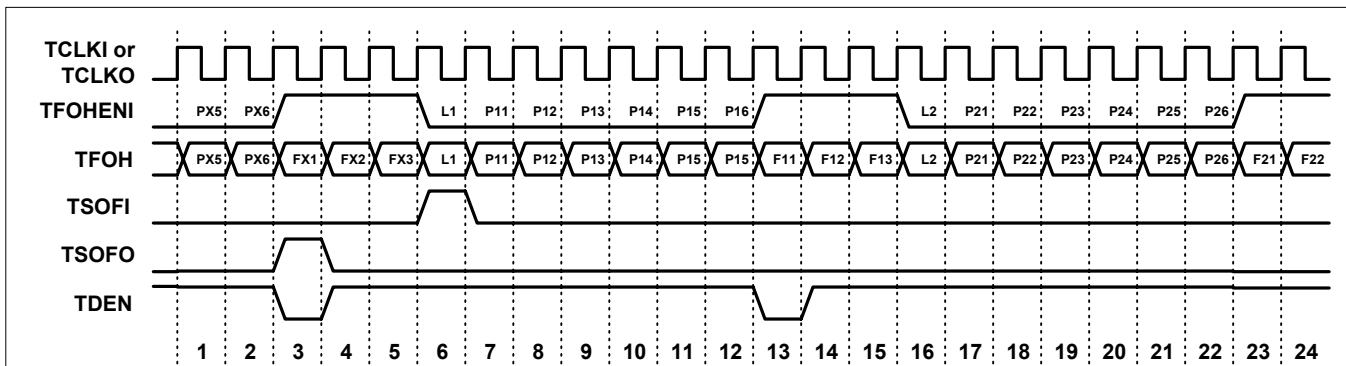 TCLKI or
TCLKO
TFOHENI PX5 PX6 L1 P11 P12 P13 P14 P15 P16 L2 P21 P22 P23 P24 P25 P26
TFOH PX5 PX6 FX1 FX2 FX3 L1 P11 P12 P13 P14 P15 P15 F11 F12 F13 L2 P21 P22 P23 P24 P25 P26 F21 F22
TSOFI
TSOFO
TDEN
1 2 3 4 5 6 7 8 9 10 11 12 13 14 15 16 17 18 19 20 21 22 23 24